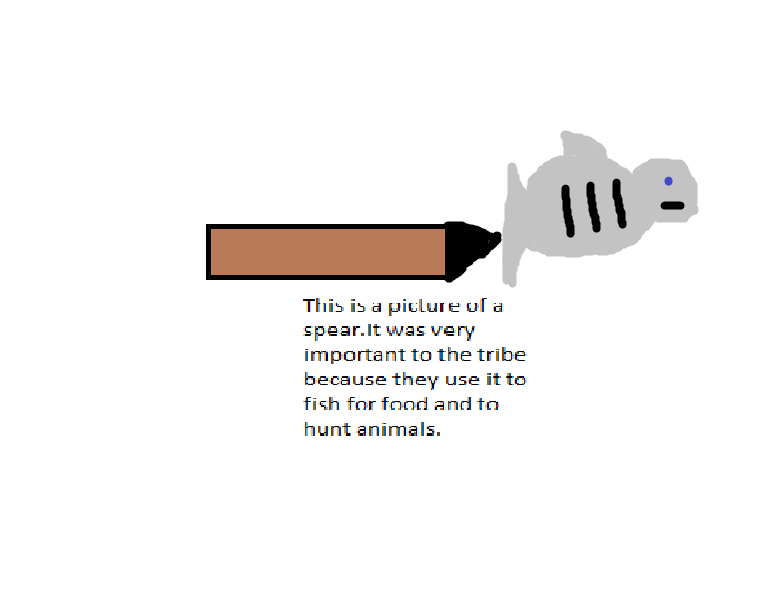 This is a picture of a
spear.It was very
important to the tribe
because they use it to
fish for food and to
hunt animals.